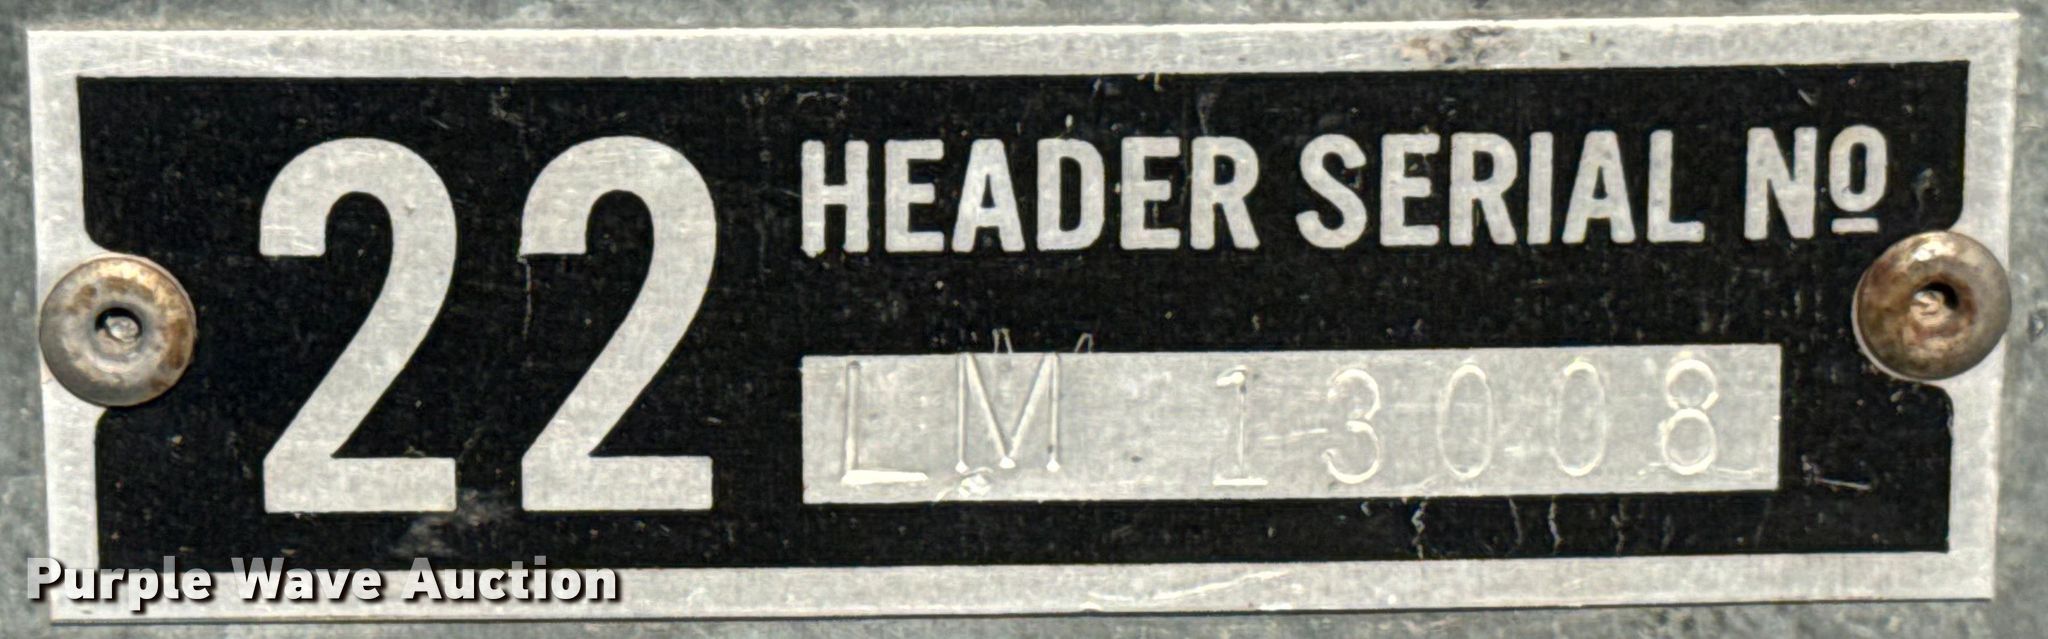 22 HEADER SERIAL Nº
LM 13008
Purple Wave Auction